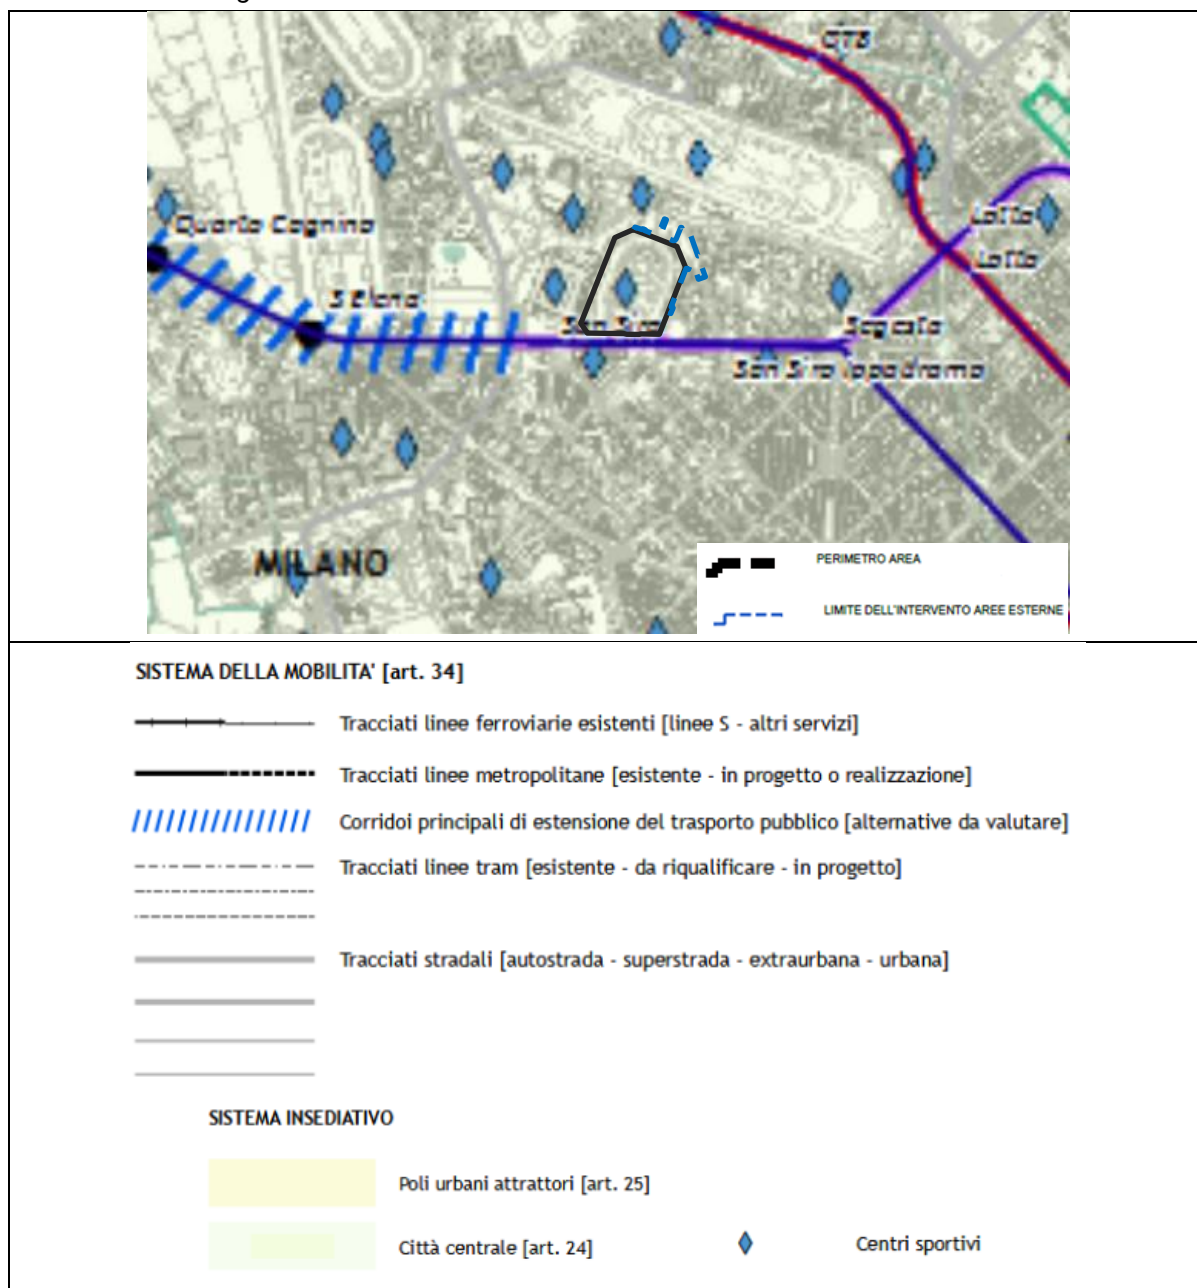 QT8
Lotto
Quarto Cagnino
Lotto
S Elena
San Siro
Segesta
San Siro Ippodromo
MILANO
PERIMETRO AREA
LIMITE DELL'INTERVENTO AREE ESTERNE
SISTEMA DELLA MOBILITA' [art. 34]
Tracciati linee ferroviarie esistenti [linee S - altri servizi]
Tracciati linee metropolitane [esistente - in progetto o realizzazione]
Corridoi principali di estensione del trasporto pubblico [alternative da valutare]
Tracciati linee tram [esistente - da riqualificare - in progetto]
Tracciati stradali [autostrada - superstrada - extraurbana - urbana]
SISTEMA INSEDIATIVO
Poli urbani attrattori [art. 25]
Città centrale [art. 24]
Centri sportivi